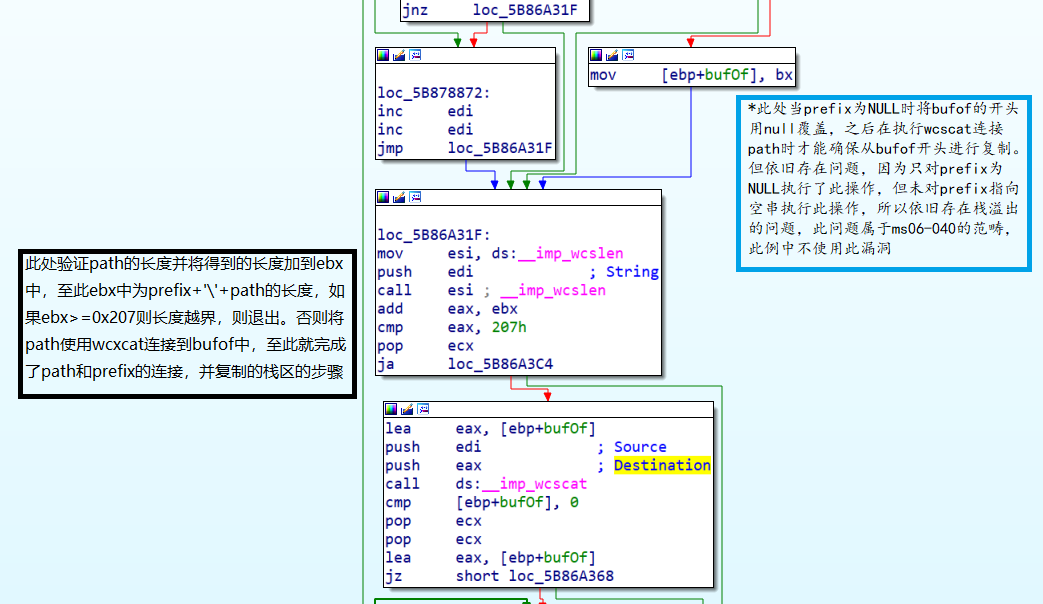 jnz     loc_5B86A31F
loc_5B878872:
inc     edi
inc     edi
jmp     loc_5B86A31F
mov     [ebp+bufOf], bx
*此处当prefix为NULL时将bufof的开头
用null覆盖，之后在执行wcscat连接
path时才能确保从bufof开头进行复制。
但依旧存在问题，因为只对prefix为
NULL执行了此操作，但未对prefix指向
空串执行此操作，所以依旧存在栈溢出
的问题，此问题属于ms06-040的范畴，
此例中不使用此漏洞
loc_5B86A31F:
mov     esi, ds:__imp_wcslen
push    edi             ; String
call    esi ; __imp_wcslen
add     eax, ebx
cmp     eax, 207h
pop     ecx
ja      loc_5B86A3C4
此处验证path的长度并将得到的长度加到ebx
中，至此ebx中为prefix+'\'+path的长度，如
果ebx>=0x207则长度越界，则退出。否则将
path使用wcxcat连接到bufof中，至此就完成
了path和prefix的连接，并复制的栈区的步骤
lea     eax, [ebp+bufOf]
push    edi             ; Source
push    eax             ; Destination
call    ds:__imp_wcscat
cmp     [ebp+bufOf], 0
pop     ecx
pop     ecx
lea     eax, [ebp+bufOf]
jz      short loc_5B86A368